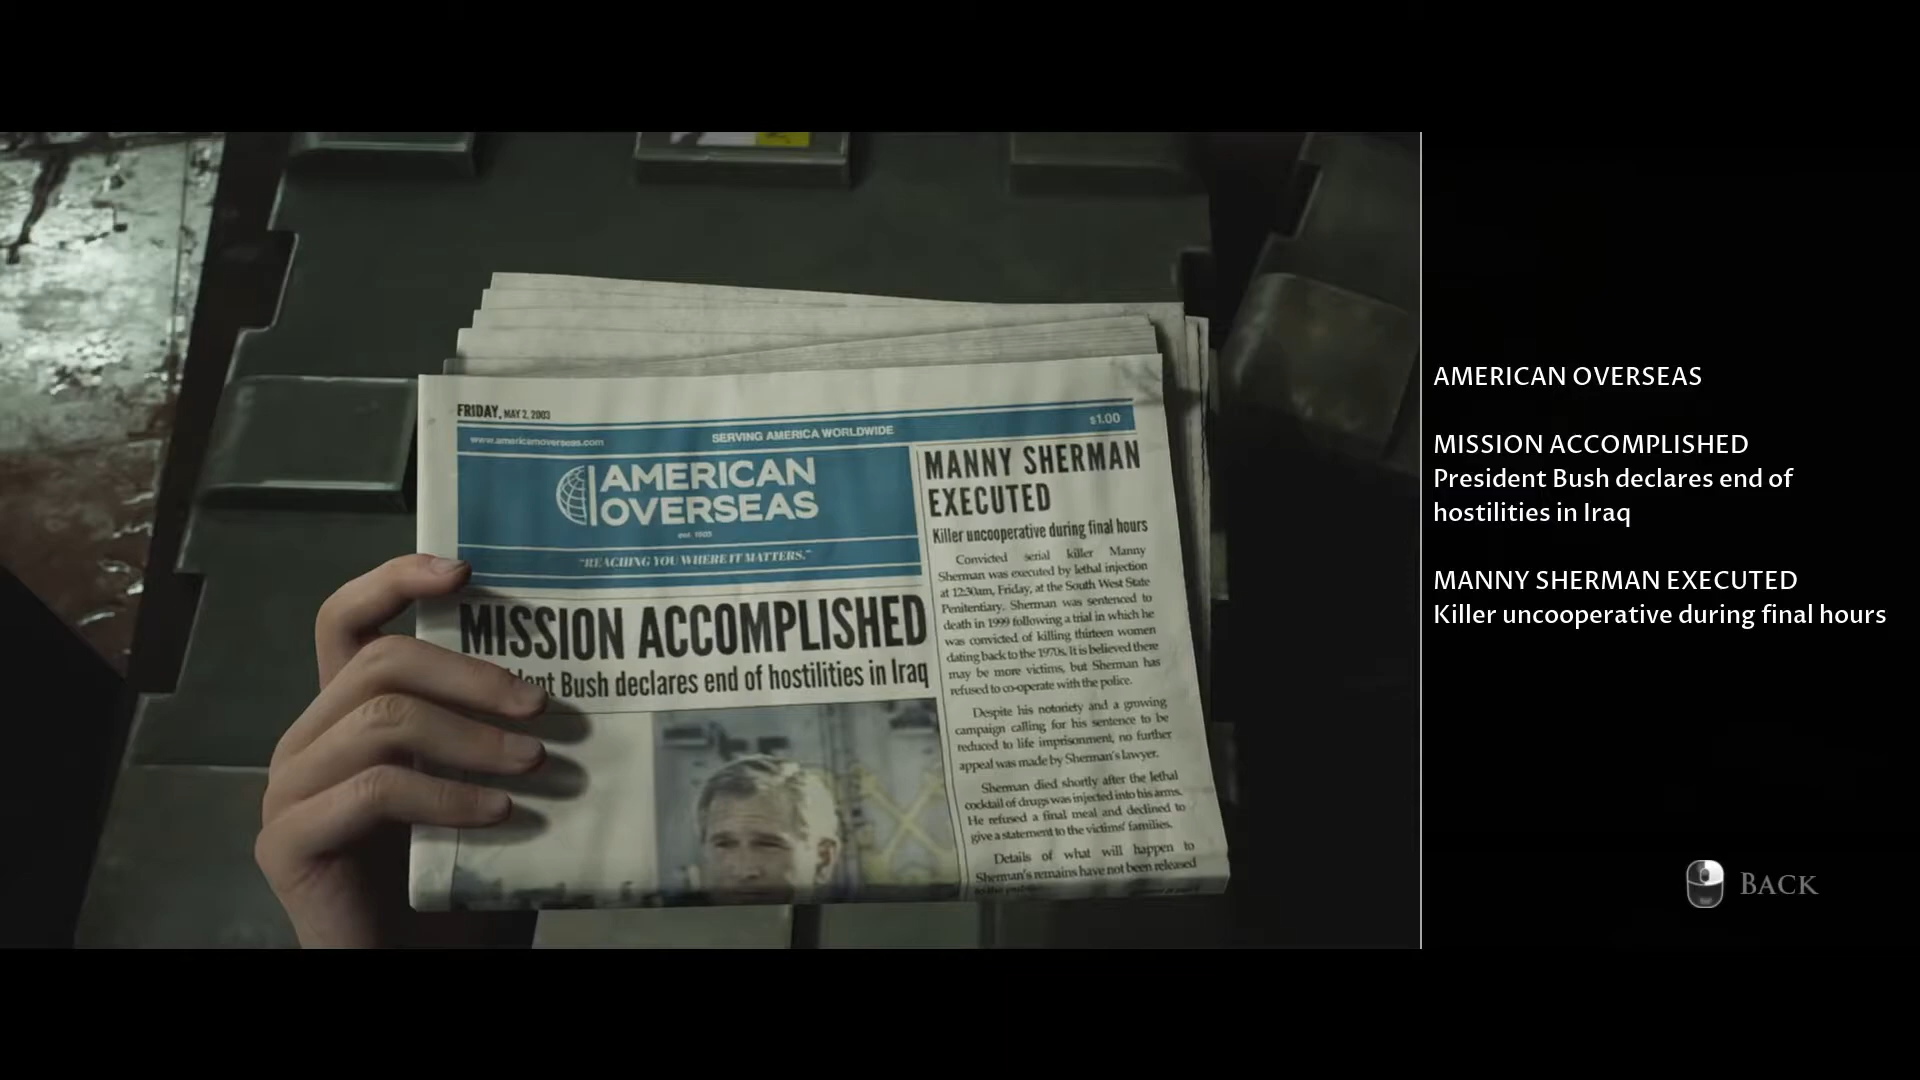 FRIDAY, MAY 2, 2003
www.americanoverseas.com
SERVING AMERICA WORLDWIDE
$1.00
AMERICAN
OVERSEAS
est. 1903
"REACHING YOU WHERE IT MATTERS."
MISSION ACCOMPLISHED
dent Bush declares end of hostilities in Iraq
MANNY SHERMAN
EXECUTED
Killer uncooperative during final hours
Convicted serial killer Manny
Sherman was executed by lethal injection
at 12:30am, Friday, at the South West State
Penitentiary. Sherman was sentenced to
death in 1999 following a trial in which he
was convicted of killing thirteen women
dating back to the 1970s. It is believed there
may be more victims, but Sherman has
refused to co-operate with the police.
Despite his notoriety and a growing
campaign calling for his sentence to be
reduced to life imprisonment, no further
appeal was made by Sherman's lawyer.
Sherman died shortly after the lethal
cocktail of drugs was injected into his arms.
He refused a final meal and declined to
give a statement to the victims' families.
Details of what will happen to
Sherman's remains have not been released
AMERICAN OVERSEAS
MISSION ACCOMPLISHED
President Bush declares end of
hostilities in Iraq
MANNY SHERMAN EXECUTED
Killer uncooperative during final hours
BACK